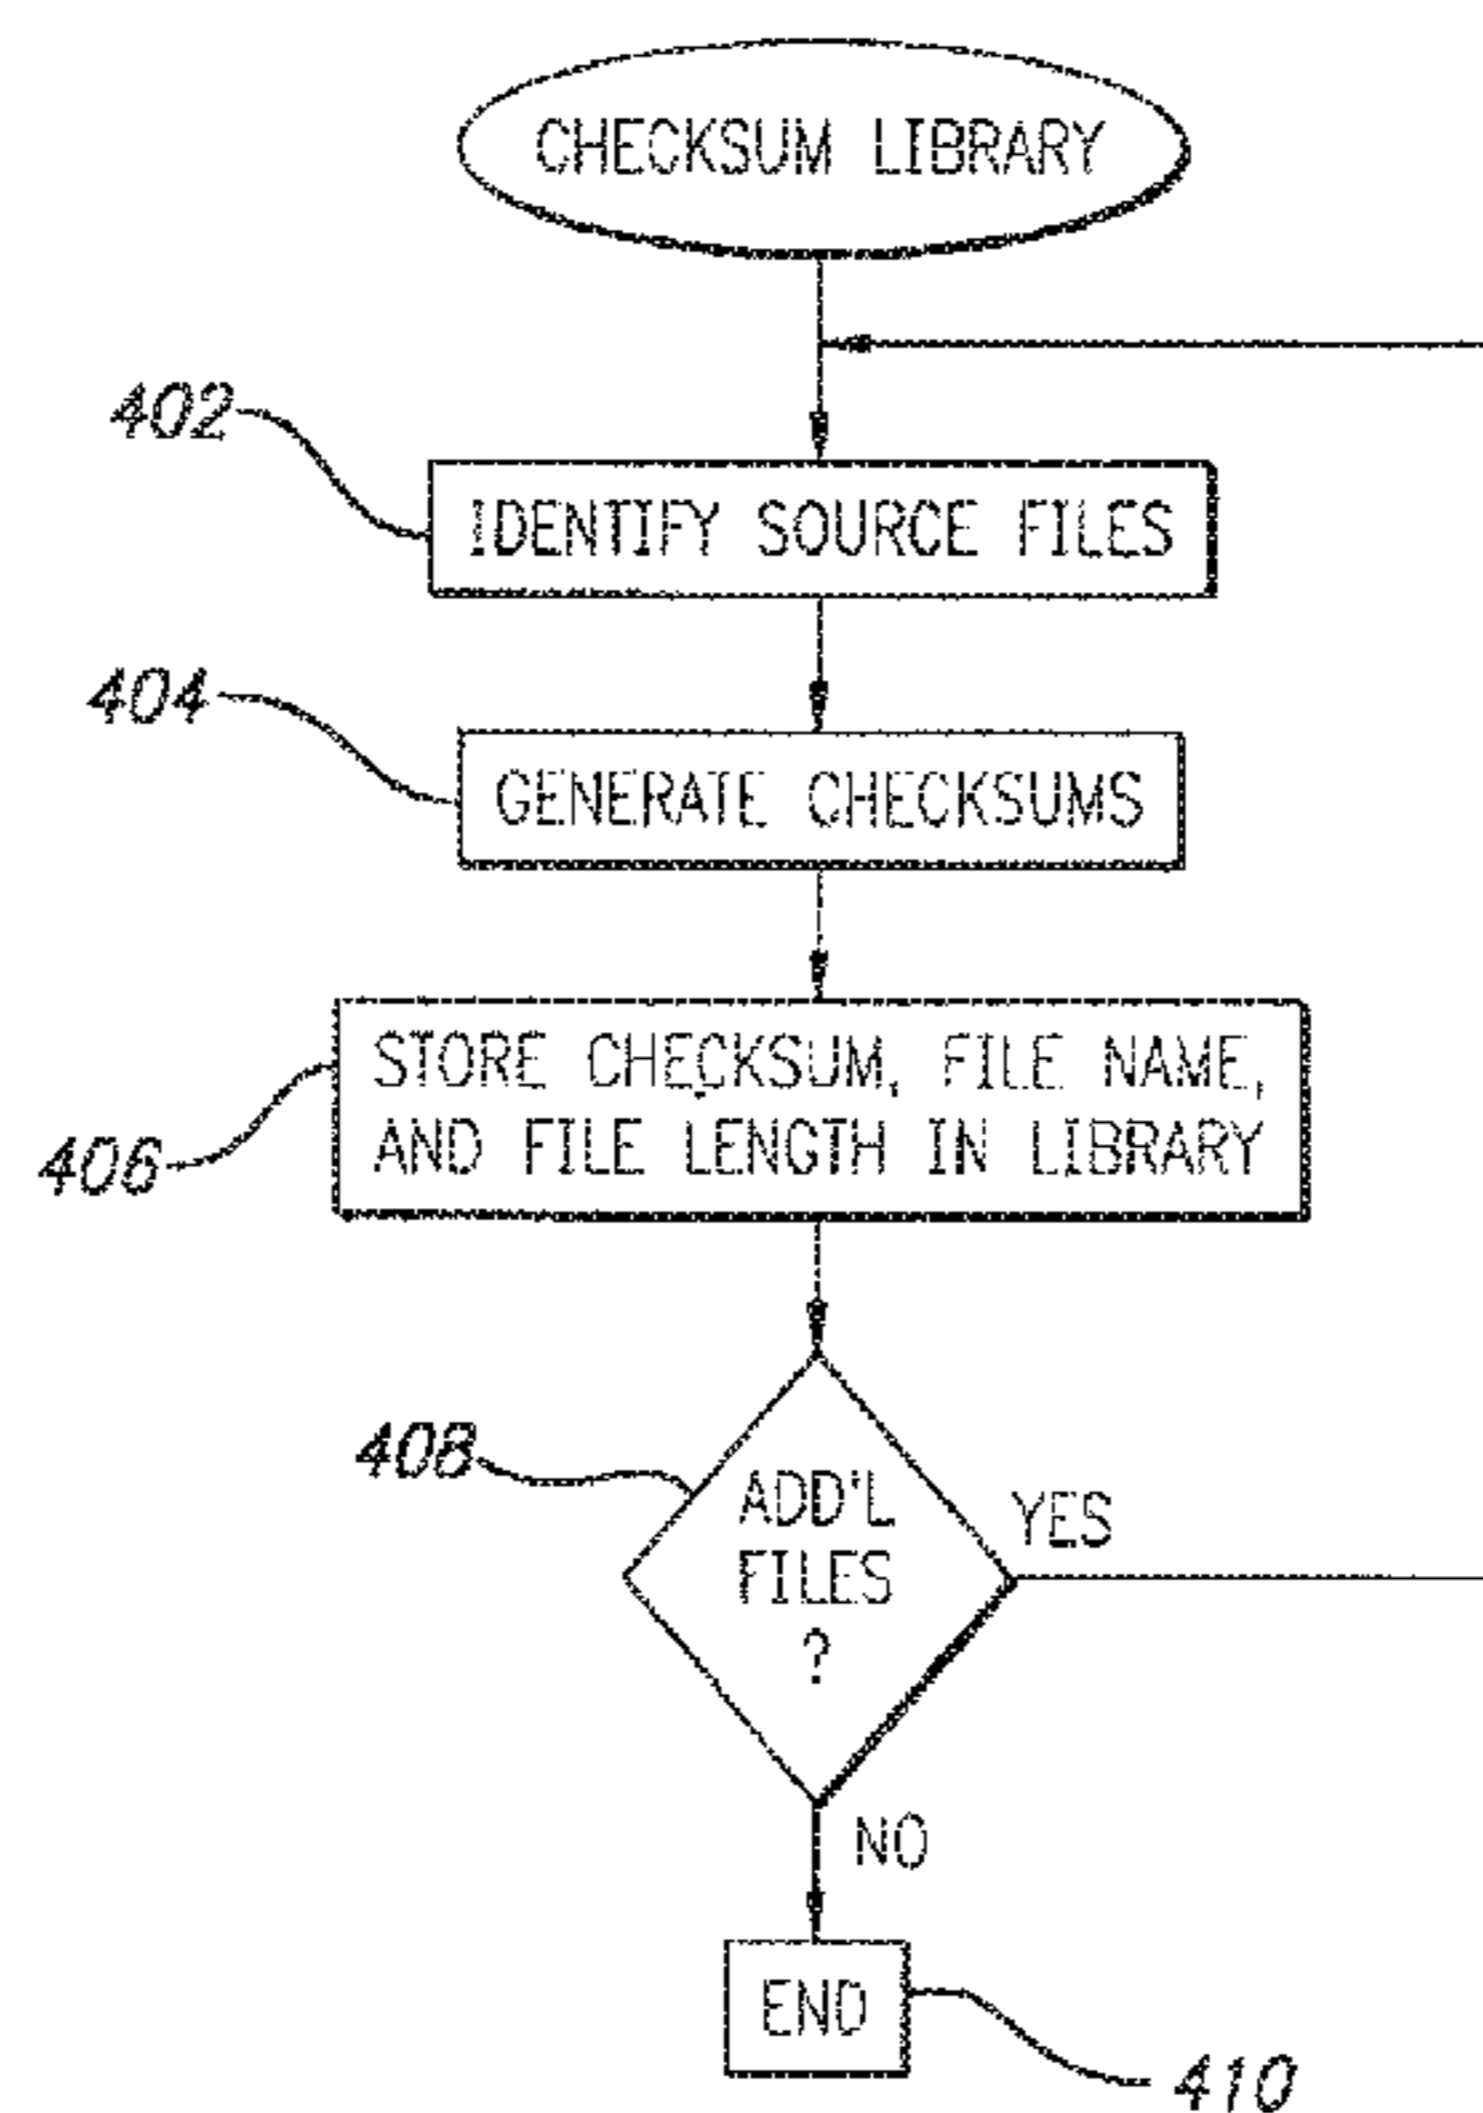 CHECKSUM LIBRARY
402
IDENTIFY SOURCE FILES
404
GENERATE CHECKSUMS
406
STORE CHECKSUM, FILE NAME,
AND FILE LENGTH IN LIBRARY
408
ADD'L
FILES
?
YES
NO
END
410